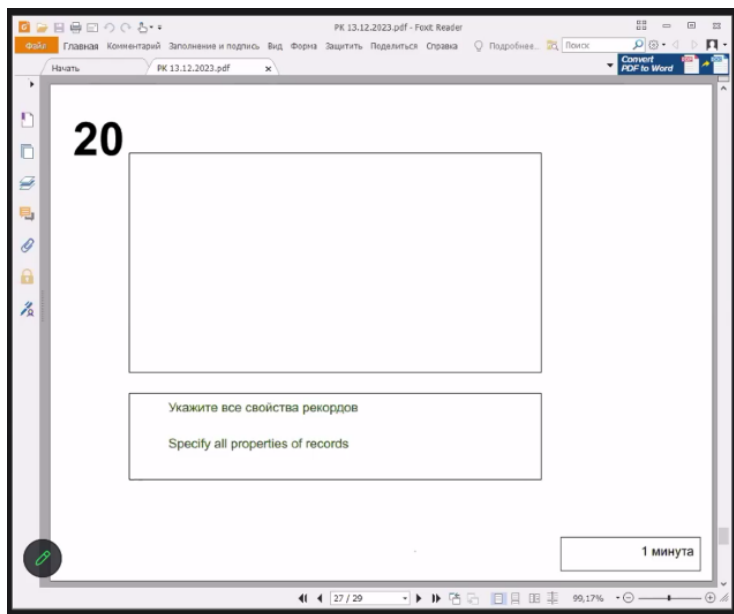 РК 13.12.2023.pdf - Foxit Reader
Файл Главная Комментарий Заполнение и подпись Вид Форма Защитить Поделиться Справка Подробнее... Поиск
Начать РК 13.12.2023.pdf
Convert
PDF to Word
20
Укажите все свойства рекордов
Specify all properties of records
1 минута
27 / 29 99,17%